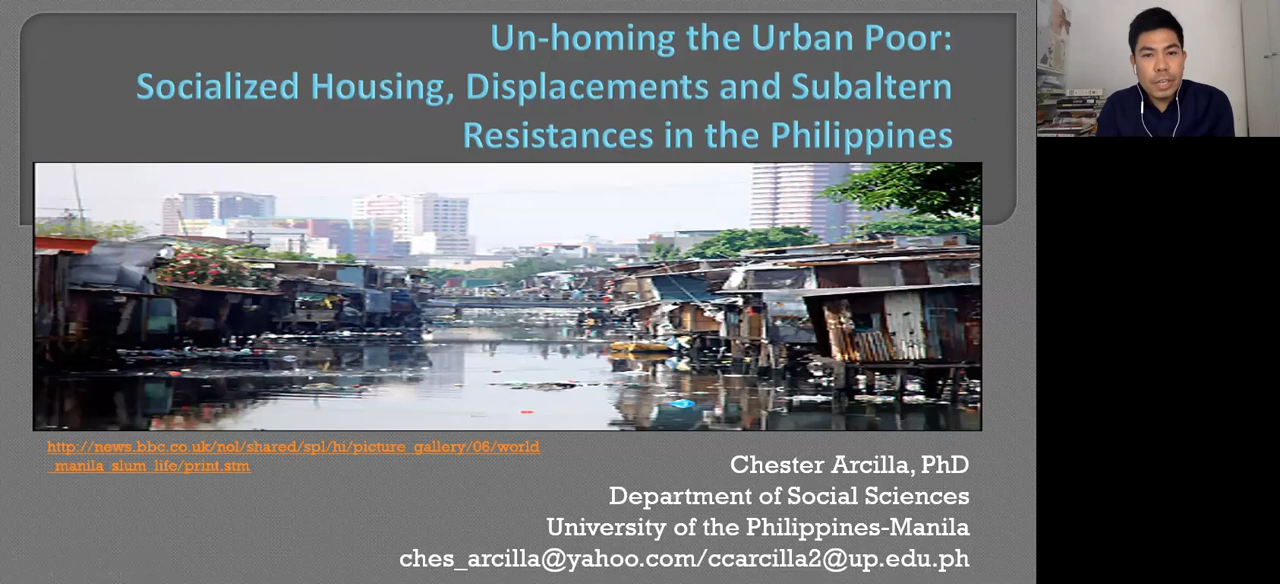 Un-homing the Urban Poor:
Socialized Housing, Displacements and Subaltern
Resistances in the Philippines
http://news.bbc.co.uk/nol/shared/spl/hi/picture_gallery/06/world
_manila_slum_life/print.stm
Chester Arcilla, PhD
Department of Social Sciences
University of the Philippines-Manila
ches_arcilla@yahoo.com/ccarcilla2@up.edu.ph